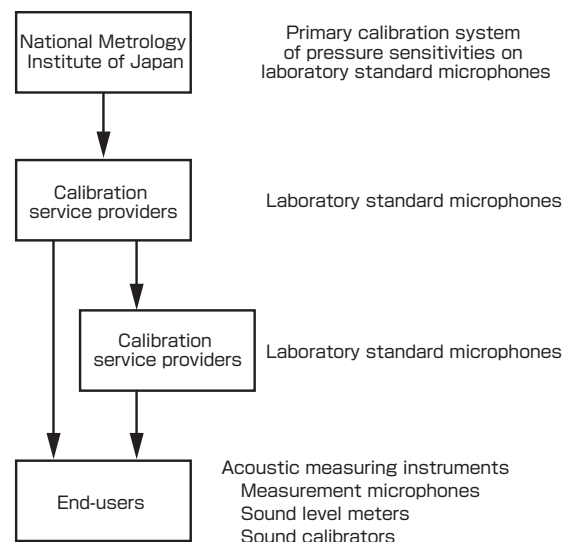 National Metrology
Institute of Japan
Primary calibration system
of pressure sensitivities on
laboratory standard microphones
Calibration
service providers
Laboratory standard microphones
Calibration
service providers
Laboratory standard microphones
End-users
Acoustic measuring instruments
Measurement microphones
Sound level meters
Sound calibrators